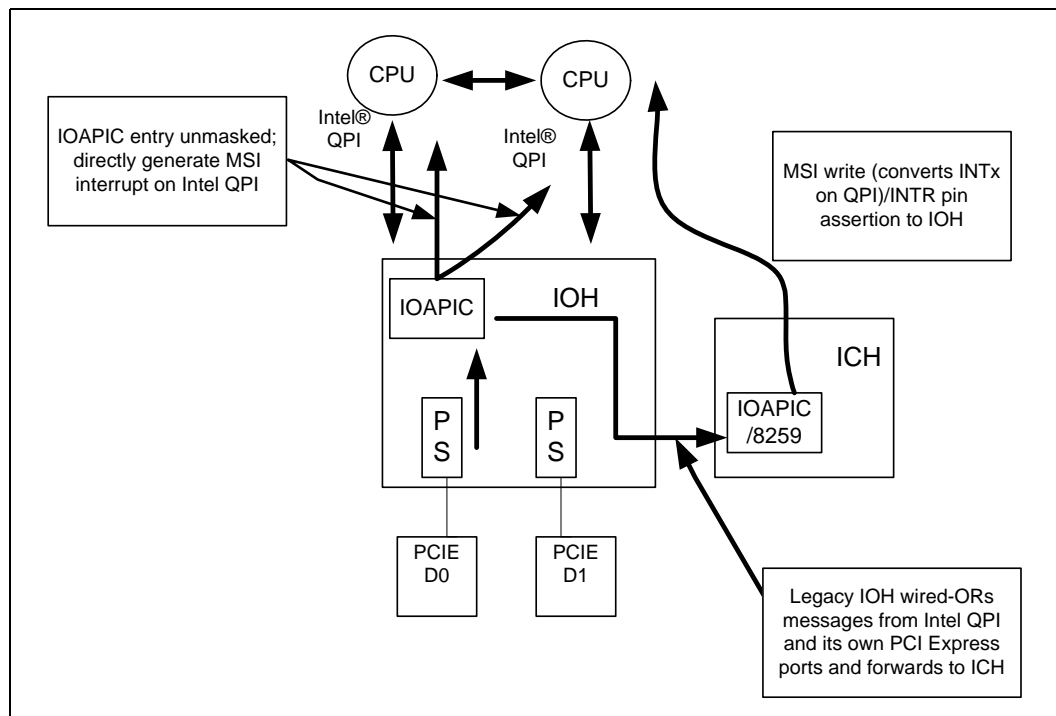 CPU
CPU
Intel®
QPI
Intel®
QPI
IOAPIC entry unmasked;
directly generate MSI
interrupt on Intel QPI
MSI write (converts INTx
on QPI)/INTR pin
assertion to IOH
IOAPIC
IOH
ICH
IOAPIC
/8259
P
S
P
S
PCIE
D0
PCIE
D1
Legacy IOH wired-ORs
messages from Intel QPI
and its own PCI Express
ports and forwards to ICH